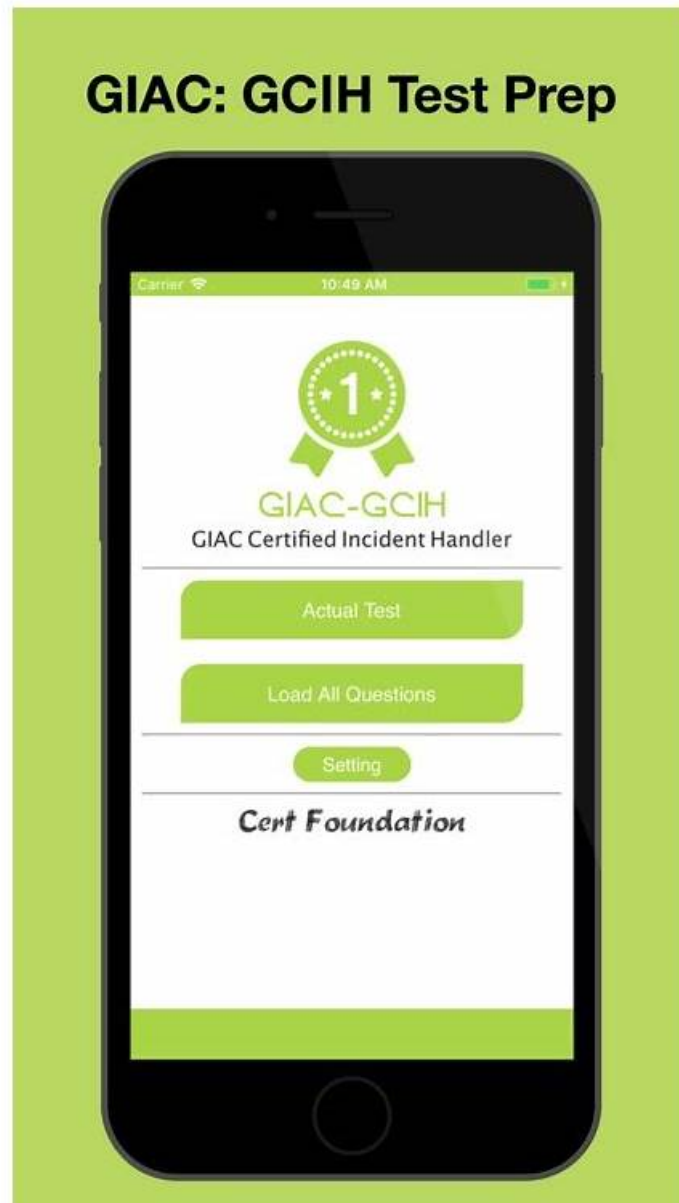 GIAC: GCIH Test Prep
Carrier 10:49 AM
1
GIAC-GCIH
GIAC Certified Incident Handler
Actual Test
Load All Questions
Setting
Cert Foundation